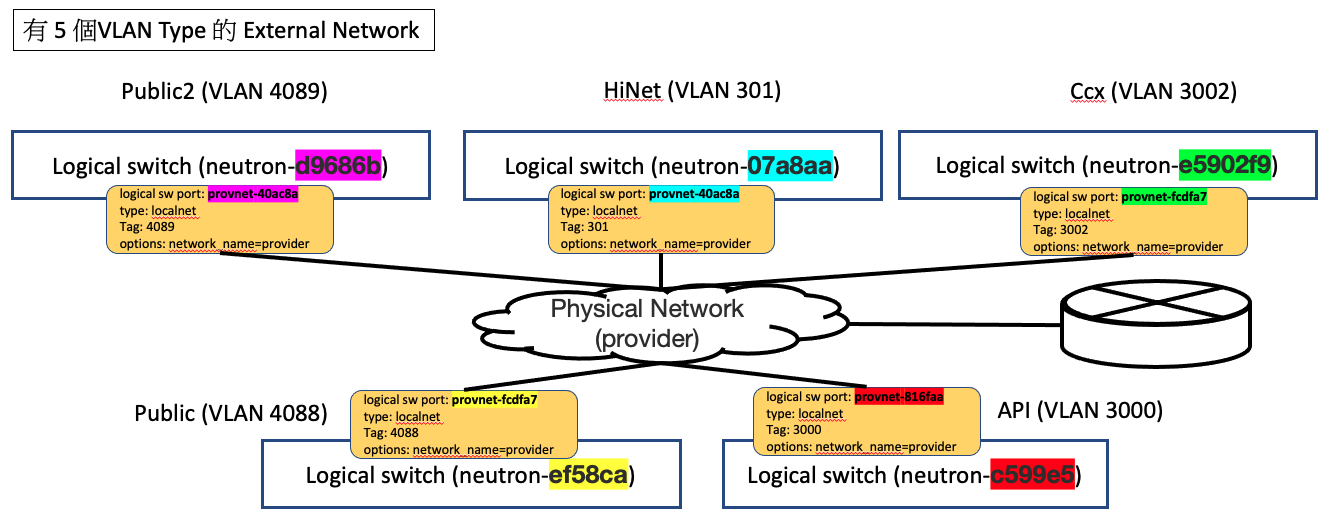 有 5 個VLAN Type 的 External Network
Public2 (VLAN 4089)
HiNet (VLAN 301)
Ccx (VLAN 3002)
Logical switch (neutron-d9686b)
logical sw port: provnet-40ac8a
type: localnet
Tag: 4089
options: network_name=provider
Logical switch (neutron-07a8aa)
logical sw port: provnet-40ac8a
type: localnet
Tag: 301
options: network_name=provider
Logical switch (neutron-e5902f9)
logical sw port: provnet-fcdfa7
type: localnet
Tag: 3002
options: network_name=provider
Physical Network
(provider)
Public (VLAN 4088)
logical sw port: provnet-fcdfa7
type: localnet
Tag: 4088
options: network_name=provider
Logical switch (neutron-ef58ca)
logical sw port: provnet-816faa
type: localnet
Tag: 3000
options: network_name=provider
API (VLAN 3000)
Logical switch (neutron-c599e5)